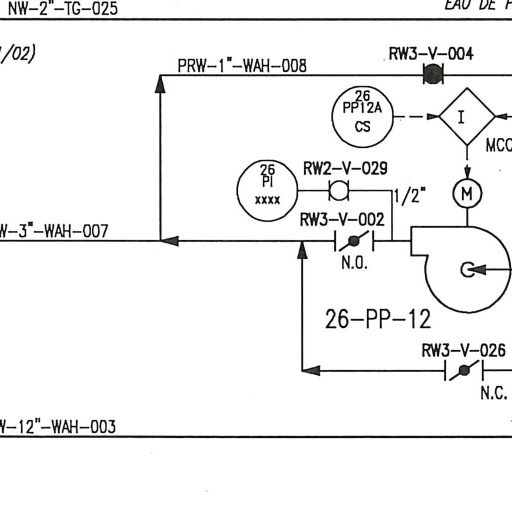 NW-2"-TG-025
EAU DE
/02)
PRW-1"-WAH-008
RW3-V-004
26
PP12A
CS
I
MCC
26
PI
xxxx
RW2-V-029
1/2"
M
W-3"-WAH-007
RW3-V-002
N.O.
C
26-PP-12
RW3-V-026
N.C.
W-12"-WAH-003